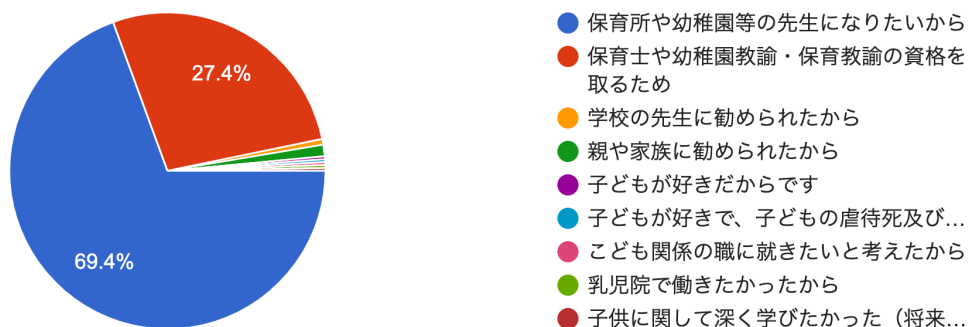 27.4%
69.4%
保育所や幼稚園等の先生になりたいから
保育士や幼稚園教諭・保育教諭の資格を
取るため
学校の先生に勧められたから
親や家族に勧められたから
子どもが好きだからです
子どもが好きで、子どもの虐待死及び...
こども関係の職に就きたいと考えたから
乳児院で働きたかったから
子供に関して深く学びたかった（将来...